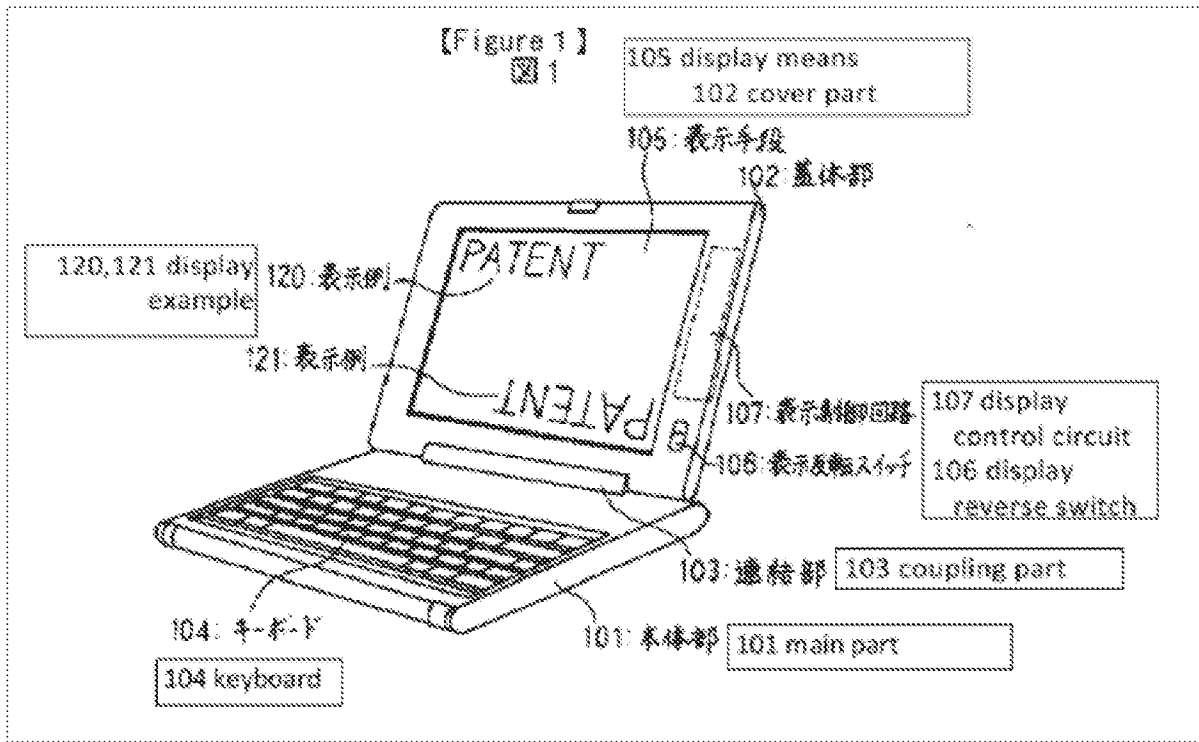 【Figure 1】
図1
105 display means
102 cover part
105:表示手段
102:蓋体部
PATENT
120,121 display
example
120:表示例
121:表示例
PATENT
107:表示制御回路
107 display
control circuit
106:表示反転スイッチ
106 display
reverse switch
103:連結部
103 coupling part
104:キーボード
104 keyboard
101:本体部
101 main part